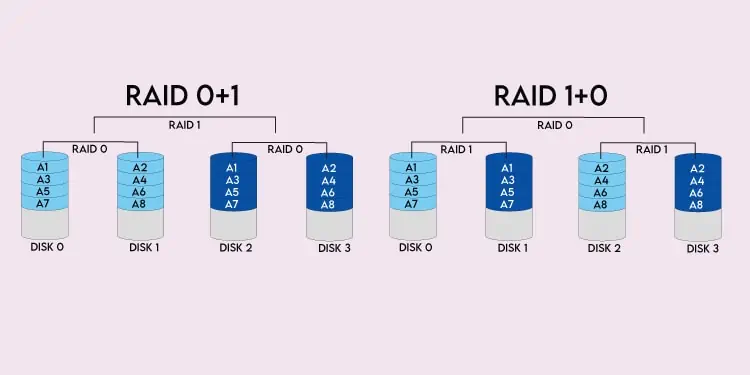 RAID 0+1
RAID 1
RAID 0
RAID 0
A1
A3
A5
A7
A2
A4
A6
A8
A1
A3
A5
A7
A2
A4
A6
A8
DISK 0
DISK 1
DISK 2
DISK 3
RAID 1+0
RAID 0
RAID 1
RAID 1
A1
A3
A5
A7
A1
A3
A5
A7
A2
A4
A6
A8
A2
A4
A6
A8
DISK 0
DISK 1
DISK 2
DISK 3